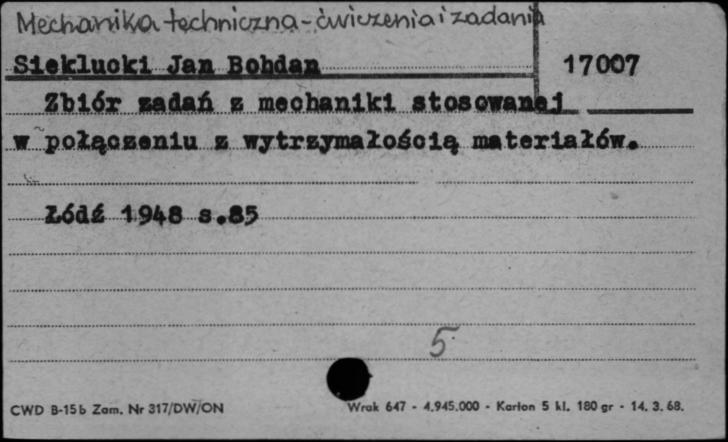 Mechanika techniczna - ćwiczenia i zadania
Siekluoki Jan Bohdan 17007
Zbiór zadań z meohaniki stosowanej
w połączeniu z wytrzymałością materiałów.
Łódź 1948 s.85
5
CWD B-15b Zam. Nr 317/DW/ON Wrak 647 - 4.945.000 - Karton 5 kl. 180 gr - 14. 3. 68.